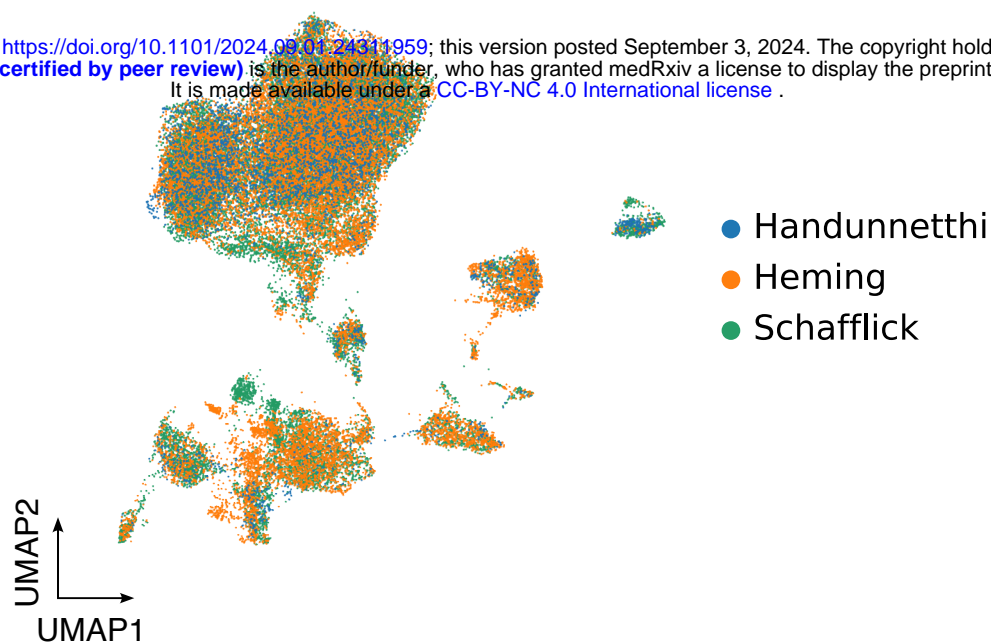 https://doi.org/10.1101/2024.09.01.24311959; this version posted September 3, 2024. The copyright hold
certified by peer review) is the author/funder, who has granted medRxiv a license to display the preprint
It is made available under a CC-BY-NC 4.0 International license .
Handunnetthi
Heming
Schafflick
UMAP2
UMAP1